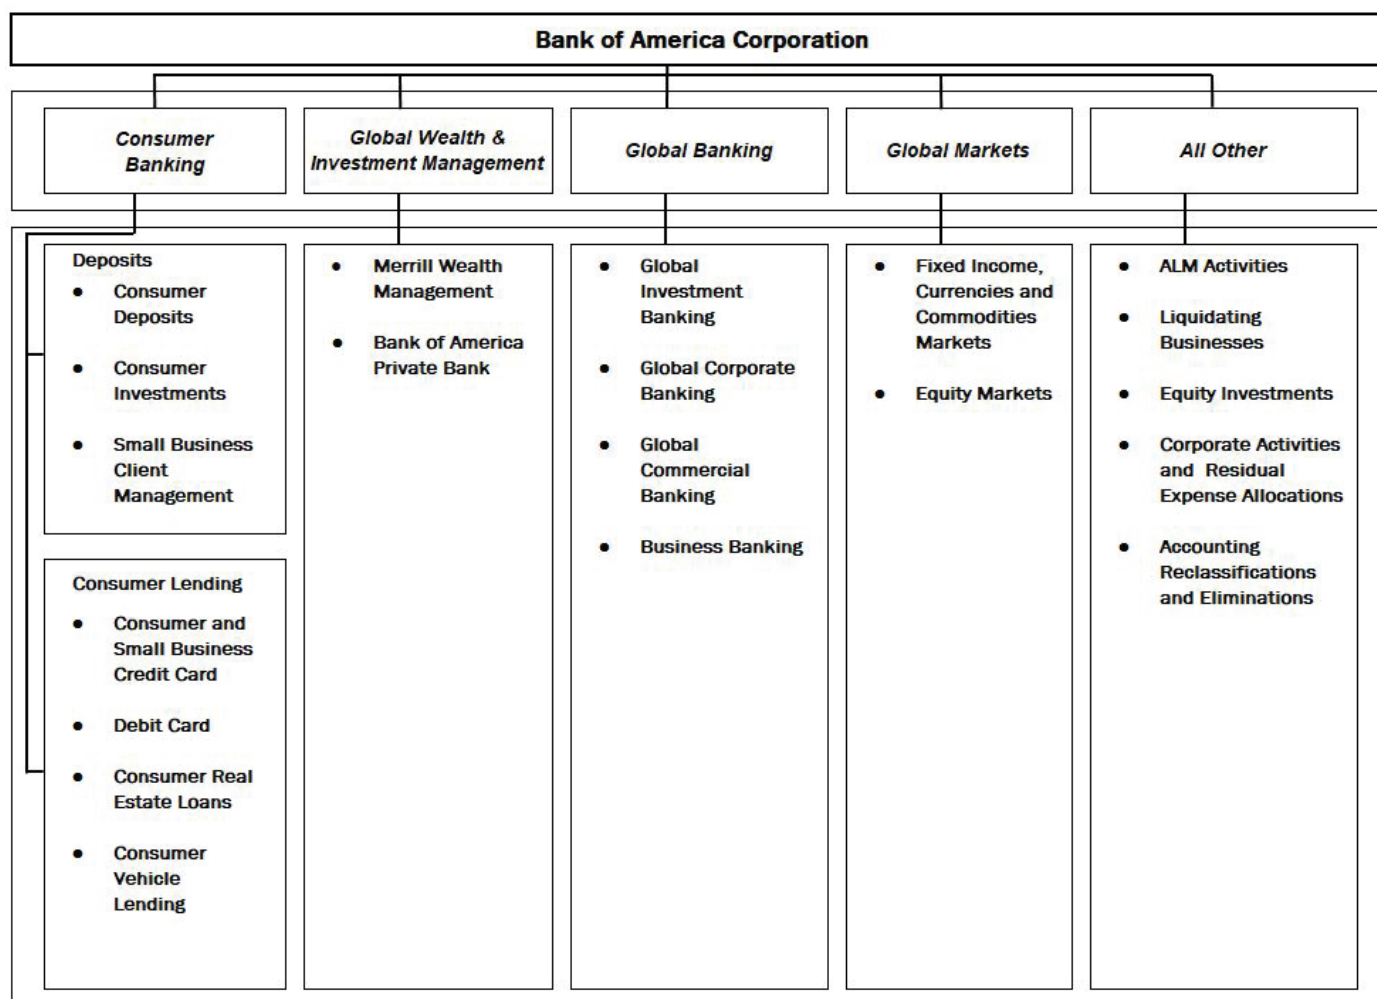 Bank of America Corporation
Consumer
Banking
Global Wealth &
Investment Management
Global Banking
Global Markets
All Other
Deposits
● Consumer
Deposits
● Consumer
Investments
● Small Business
Client
Management
Consumer Lending
● Consumer and
Small Business
Credit Card
● Debit Card
● Consumer Real
Estate Loans
● Consumer
Vehicle
Lending
● Merrill Wealth
Management
● Bank of America
Private Bank
● Global
Investment
Banking
● Global Corporate
Banking
● Global
Commercial
Banking
● Business Banking
● Fixed Income,
Currencies and
Commodities
Markets
● Equity Markets
● ALM Activities
● Liquidating
Businesses
● Equity Investments
● Corporate Activities
and Residual
Expense Allocations
● Accounting
Reclassifications
and Eliminations